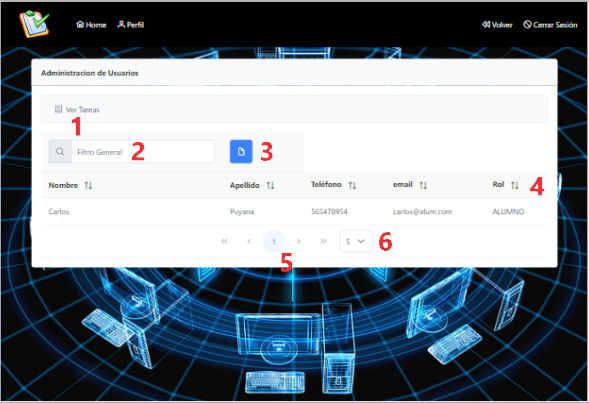 Home Perfil Volver Cerrar Sesión
Administracion de Usuarios
Ver Tareas
1
Filtro General 2 3
Nombre Apellido Teléfono email Rol 4
Carlos Puyana 565478954 carlos@alum.com ALUMNO
<< < 1 > >> 5 6
5